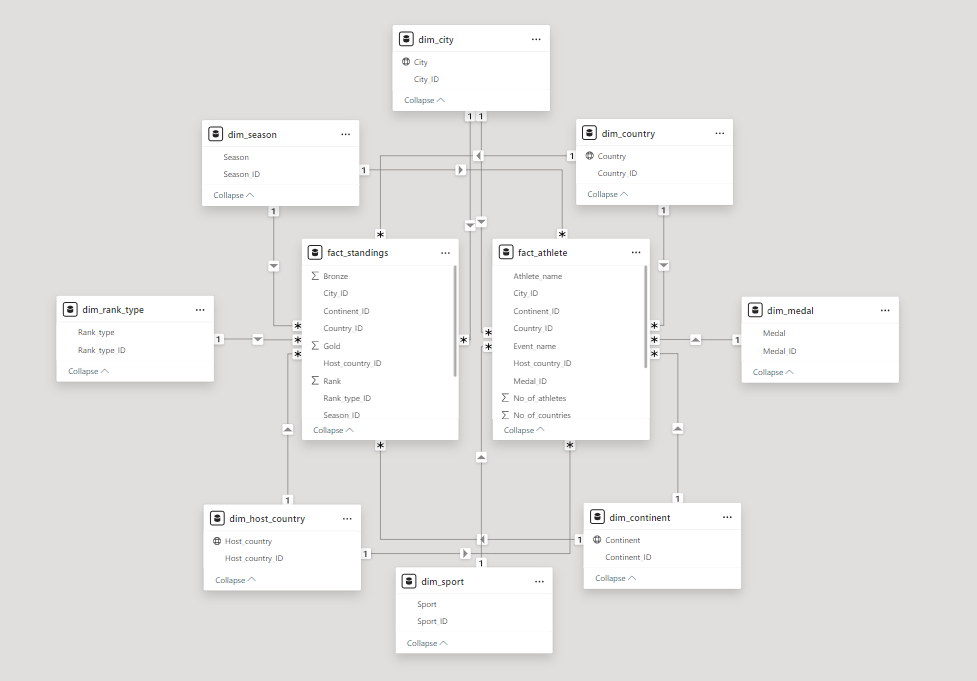 dim_city
City
City_ID
Collapse
1 1
dim_season
Season
Season_ID
Collapse
1
1
dim_country
Country
Country_ID
Collapse
1
1
fact_standings
Bronze
City_ID
Continent_ID
Country_ID
Gold
Host_country_ID
Rank
Rank_type_ID
Season_ID
Collapse
* * * * * *
fact_athlete
Athlete_name
City_ID
Continent_ID
Country_ID
Event_name
Host_country_ID
Medal_ID
No_of_athletes
No_of_countries
Collapse
* * * * * * *
dim_rank_type
Rank_type
Rank_type_ID
Collapse
1
dim_medal
Medal
Medal_ID
Collapse
1
dim_host_country
Host_country
Host_country_ID
Collapse
1
1
dim_continent
Continent
Continent_ID
Collapse
1
1
dim_sport
Sport
Sport_ID
Collapse
1